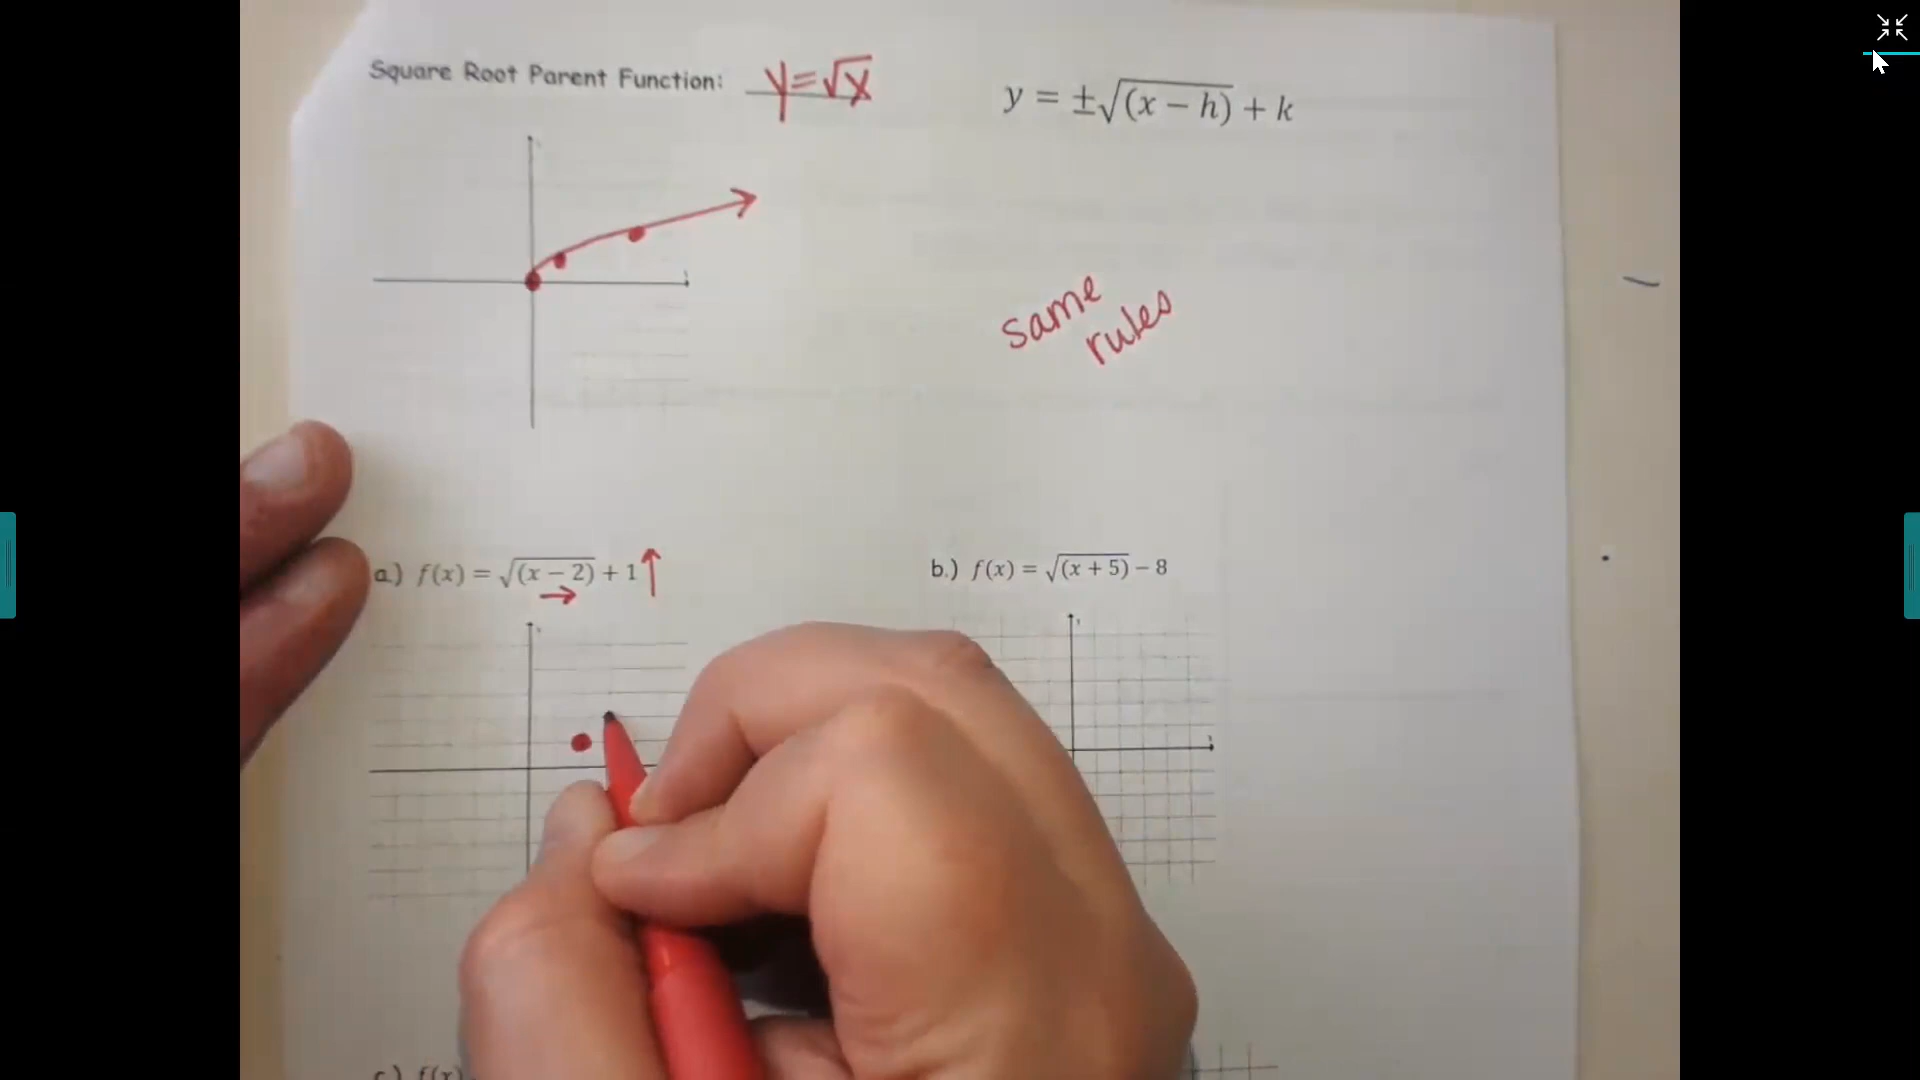 Square Root Parent Function: y=√x
y = ±√(x − h) + k
same
rules
a.) f(x) = √(x − 2) + 1
b.) f(x) = √(x + 5) − 8
c.) f(x)